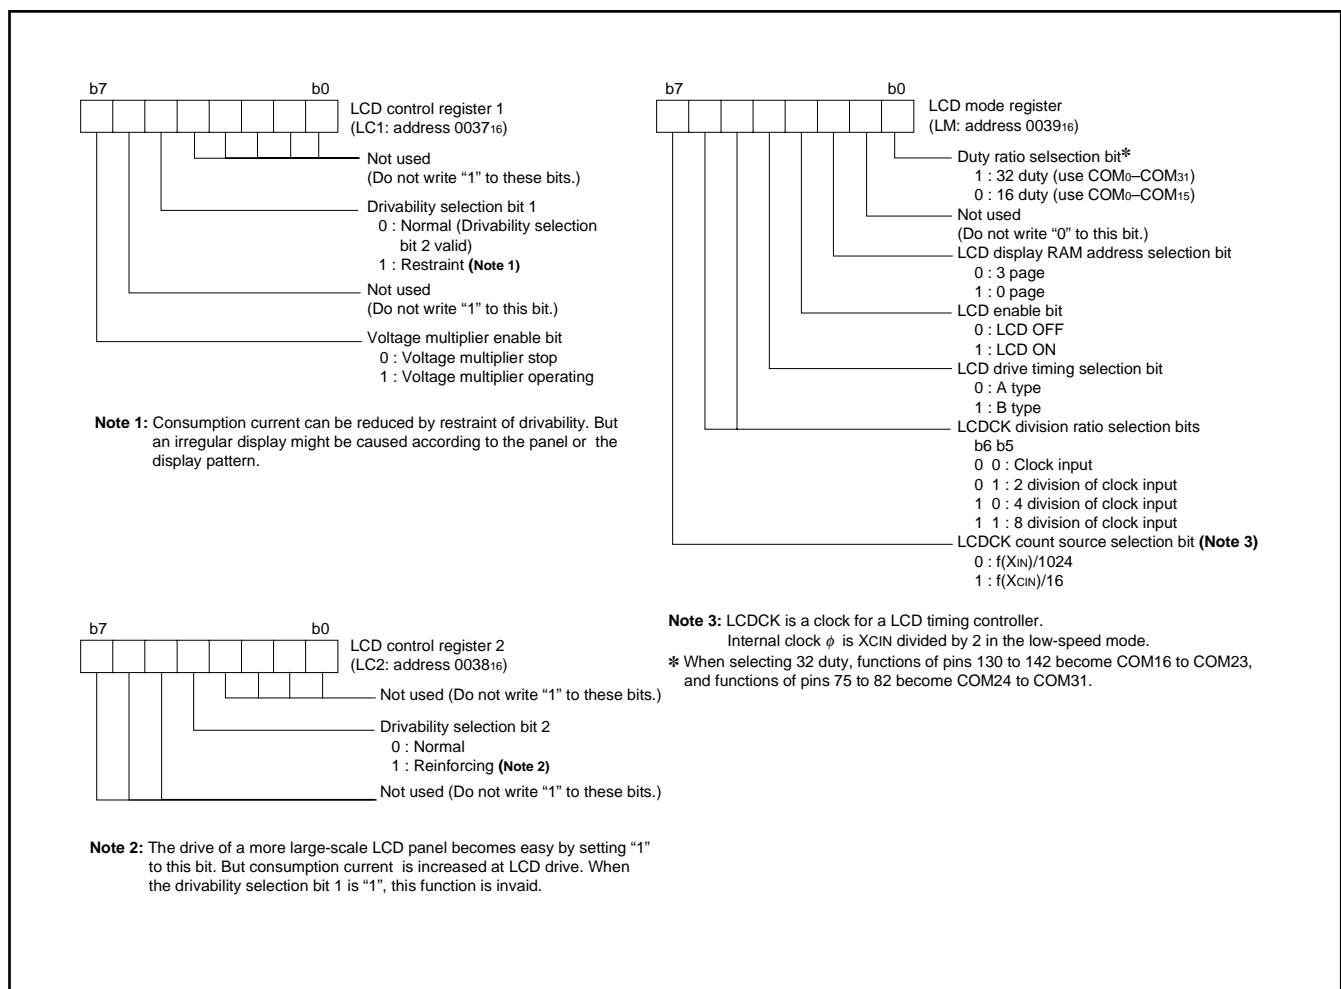 b7 b0
LCD control register 1
(LC1: address 003716)
Not used
(Do not write “1” to these bits.)
Drivability selection bit 1
0 : Normal (Drivability selection
bit 2 valid)
1 : Restraint (Note 1)
Not used
(Do not write “1” to this bit.)
Voltage multiplier enable bit
0 : Voltage multiplier stop
1 : Voltage multiplier operating
Note 1: Consumption current can be reduced by restraint of drivability. But
an irregular display might be caused according to the panel or the
display pattern.
b7 b0
LCD control register 2
(LC2: address 003816)
Not used (Do not write “1” to these bits.)
Drivability selection bit 2
0 : Normal
1 : Reinforcing (Note 2)
Not used (Do not write “1” to these bits.)
Note 2: The drive of a more large-scale LCD panel becomes easy by setting “1”
to this bit. But consumption current is increased at LCD drive. When
the drivability selection bit 1 is “1”, this function is invaid.
b7 b0
LCD mode register
(LM: address 003916)
Duty ratio selsection bit✻
1 : 32 duty (use COM0–COM31)
0 : 16 duty (use COM0–COM15)
Not used
(Do not write “0” to this bit.)
LCD display RAM address selection bit
0 : 3 page
1 : 0 page
LCD enable bit
0 : LCD OFF
1 : LCD ON
LCD drive timing selection bit
0 : A type
1 : B type
LCDCK division ratio selection bits
b6 b5
0 0 : Clock input
0 1 : 2 division of clock input
1 0 : 4 division of clock input
1 1 : 8 division of clock input
LCDCK count source selection bit (Note 3)
0 : f(XIN)/1024
1 : f(XCIN)/16
Note 3: LCDCK is a clock for a LCD timing controller.
Internal clock ϕ is XCIN divided by 2 in the low-speed mode.
✻ When selecting 32 duty, functions of pins 130 to 142 become COM16 to COM23,
and functions of pins 75 to 82 become COM24 to COM31.